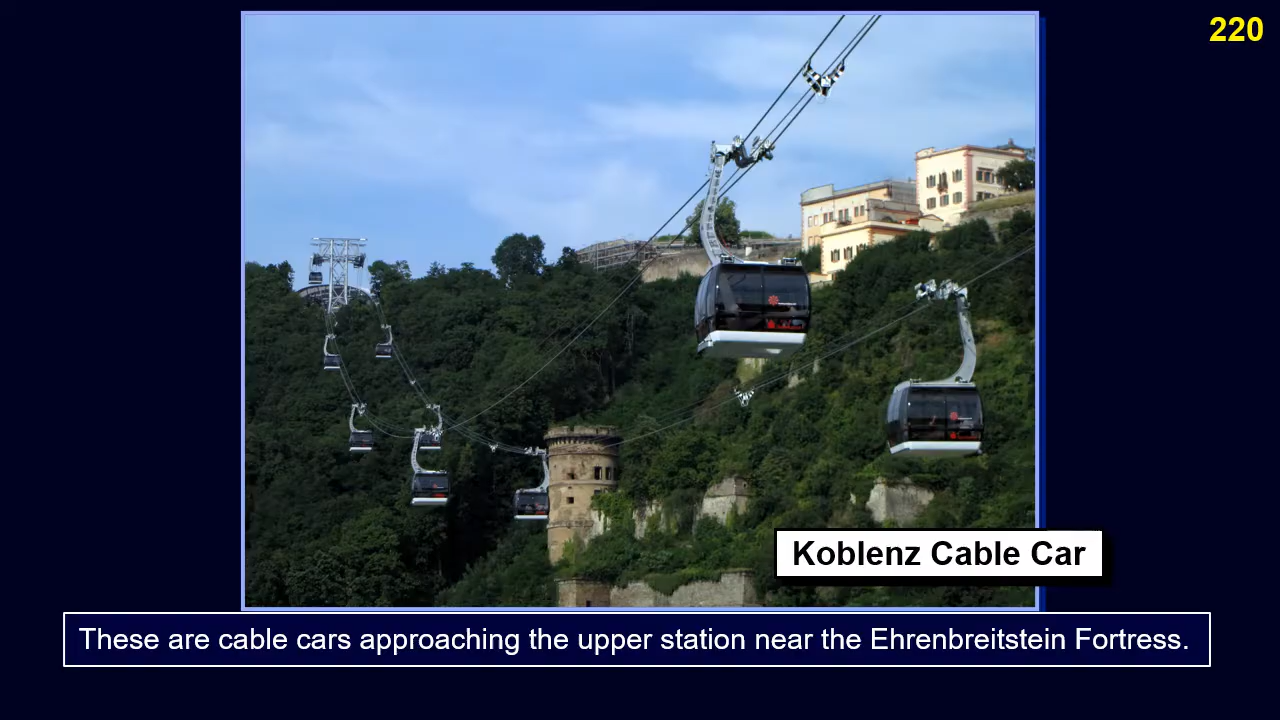 220
Koblenz Cable Car
These are cable cars approaching the upper station near the Ehrenbreitstein Fortress.